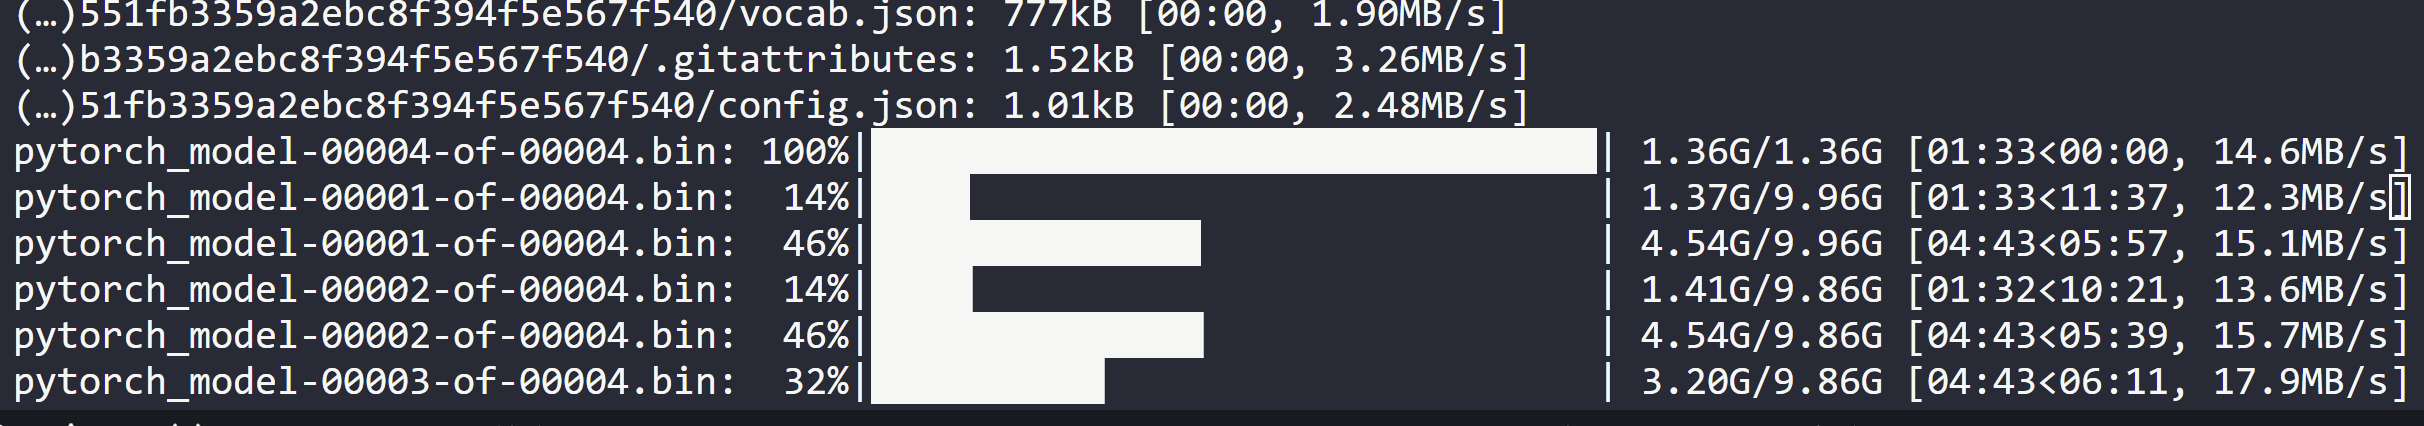 (…)551fb3359a2ebc8f394f5e567f540/vocab.json: 777kB [00:00, 1.90MB/s]
(…)b3359a2ebc8f394f5e567f540/.gitattributes: 1.52kB [00:00, 3.26MB/s]
(…)51fb3359a2ebc8f394f5e567f540/config.json: 1.01kB [00:00, 2.48MB/s]
pytorch_model-00004-of-00004.bin: 100%| | 1.36G/1.36G [01:33<00:00, 14.6MB/s]
pytorch_model-00001-of-00004.bin: 14%| | 1.37G/9.96G [01:33<11:37, 12.3MB/s]
pytorch_model-00001-of-00004.bin: 46%| | 4.54G/9.96G [04:43<05:57, 15.1MB/s]
pytorch_model-00002-of-00004.bin: 14%| | 1.41G/9.86G [01:32<10:21, 13.6MB/s]
pytorch_model-00002-of-00004.bin: 46%| | 4.54G/9.86G [04:43<05:39, 15.7MB/s]
pytorch_model-00003-of-00004.bin: 32%| | 3.20G/9.86G [04:43<06:11, 17.9MB/s]